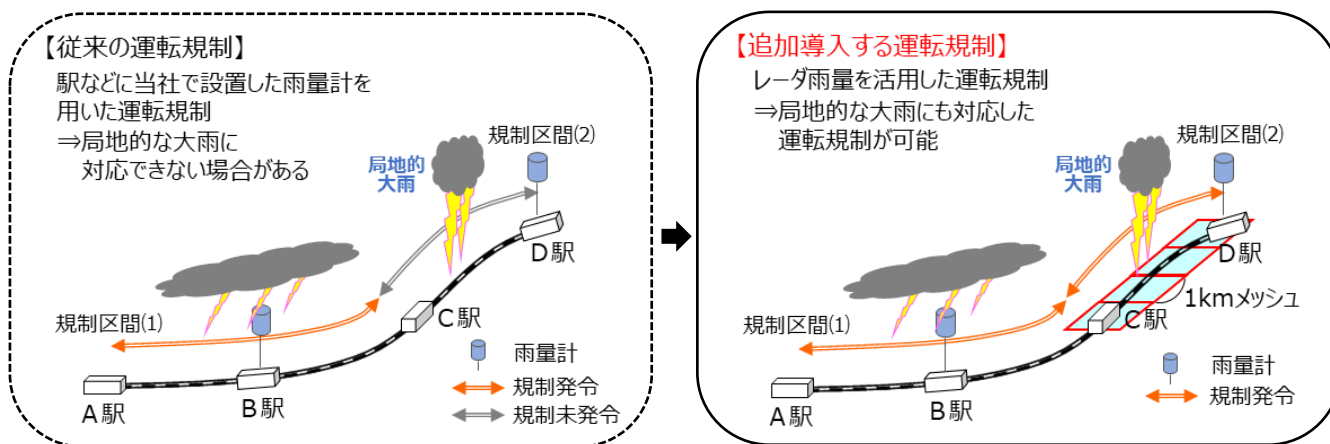 【従来の運転規制】
駅などに当社で設置した雨量計を
用いた運転規制
⇒局地的な大雨に
対応できない場合がある
局地的
大雨
規制区間(2)
D駅
規制区間(1)
C駅
A駅
B駅
雨量計
規制発令
規制未発令
【追加導入する運転規制】
レーダ雨量を活用した運転規制
⇒局地的な大雨にも対応した
運転規制が可能
規制区間(2)
局地的
大雨
D駅
1kmメッシュ
規制区間(1)
C駅
A駅
B駅
雨量計
規制発令